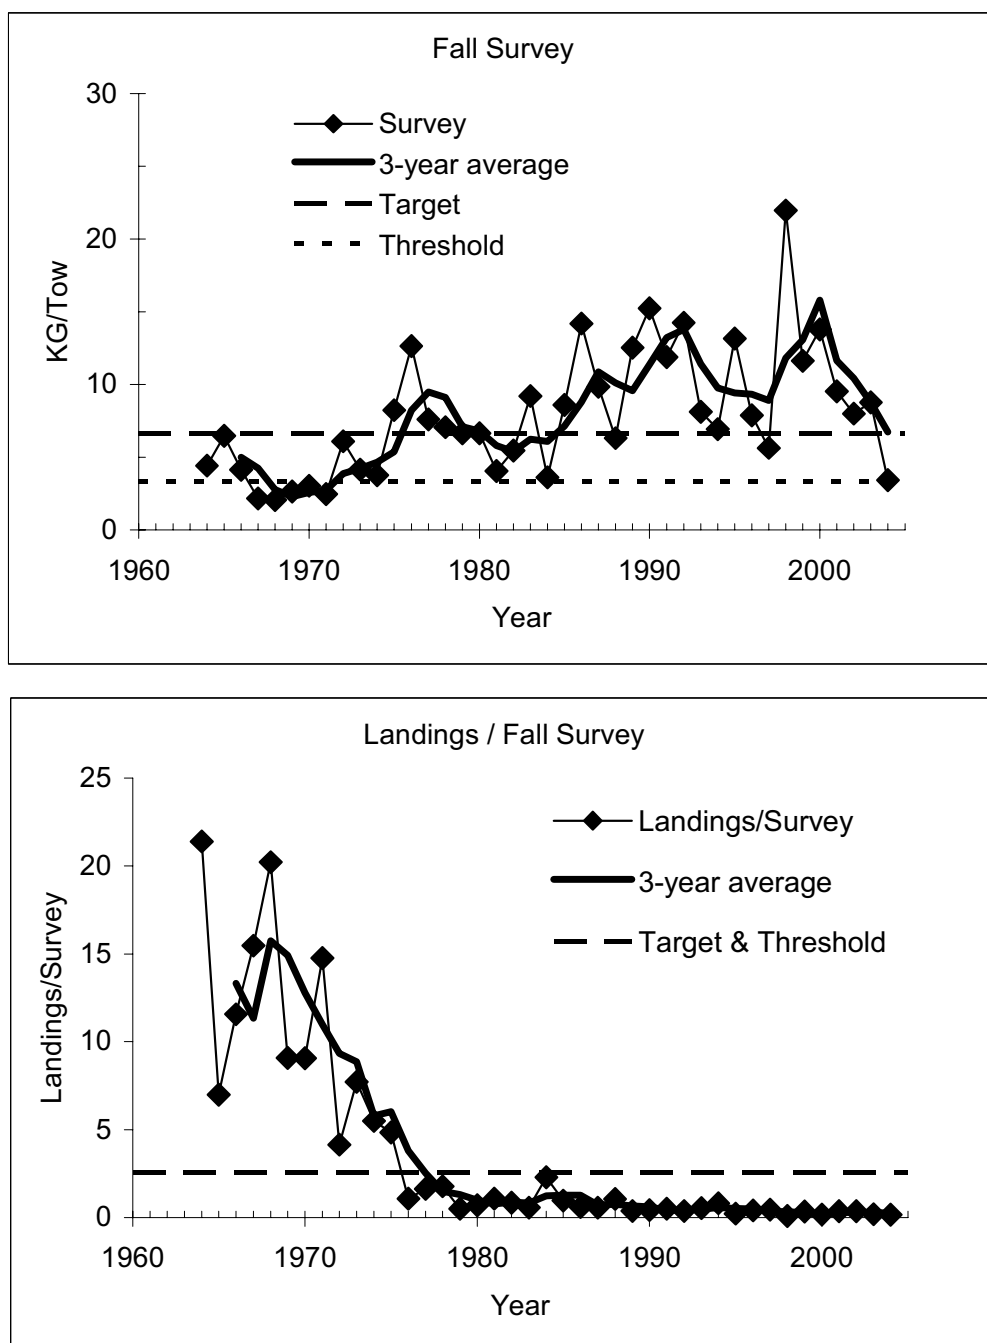 Fall Survey
30
20
10
0
KG/Tow
Survey
3-year average
Target
Threshold
1960 1970 1980 1990 2000
Year
Landings / Fall Survey
25
20
15
10
5
0
Landings/Survey
Landings/Survey
3-year average
Target & Threshold
1960 1970 1980 1990 2000
Year